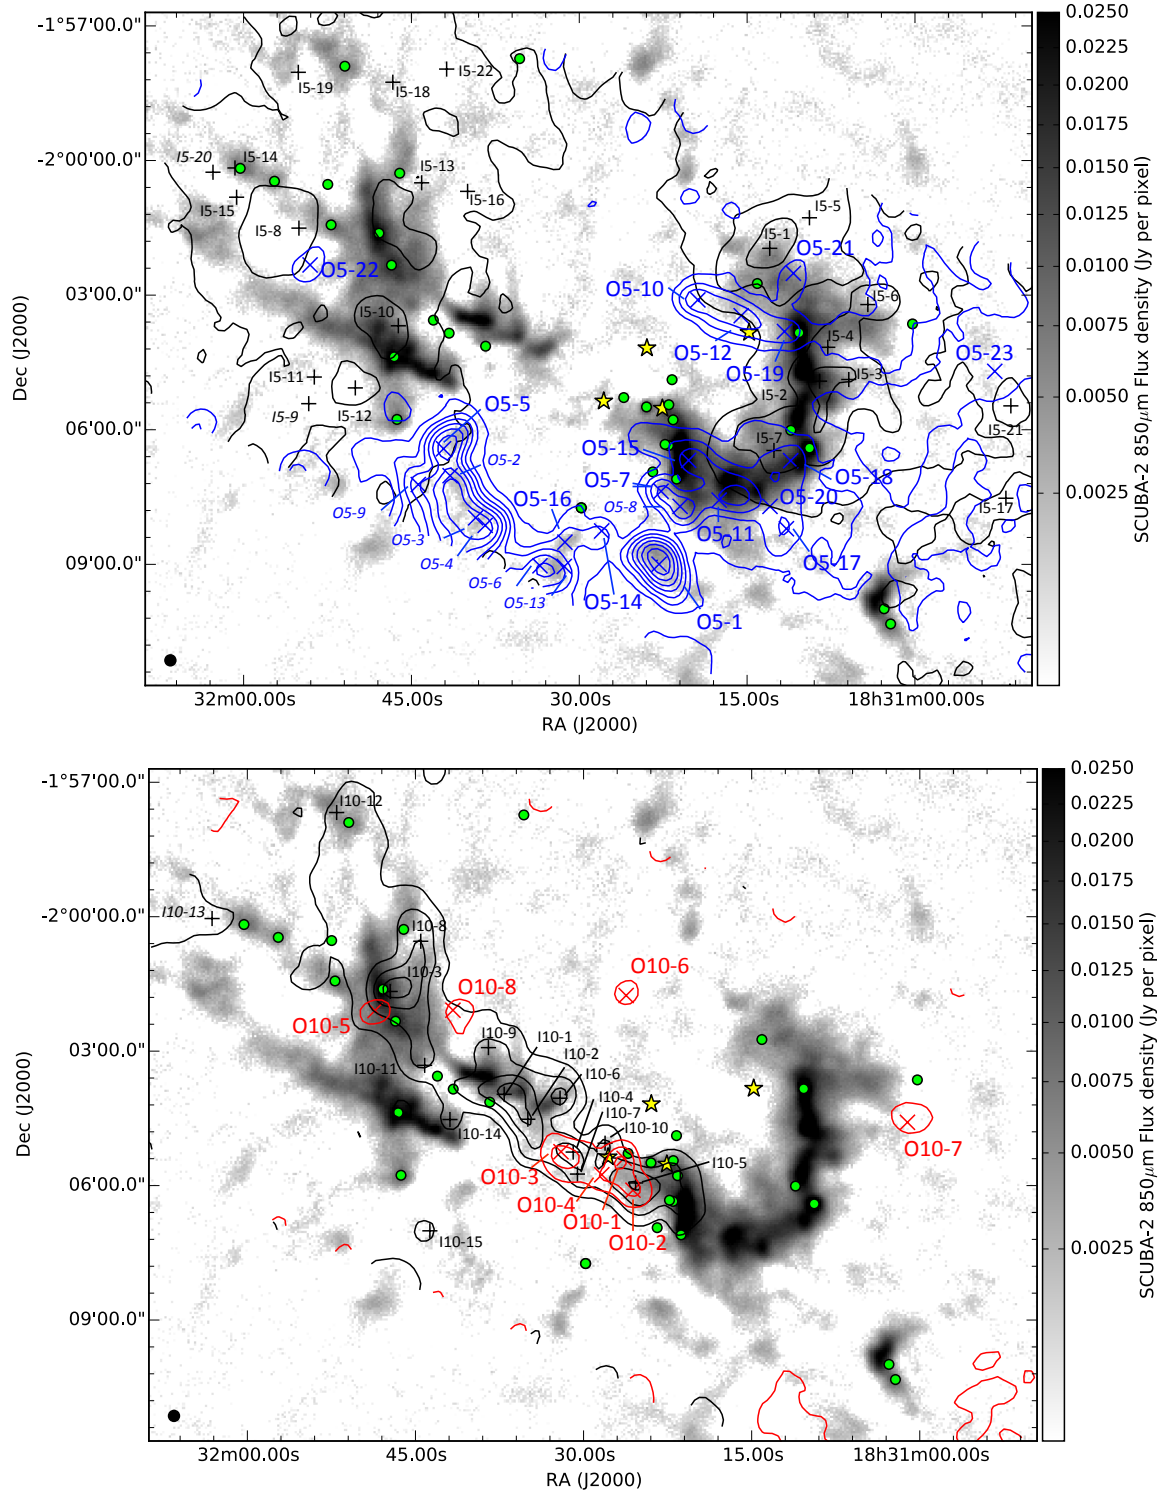 -1°57'00.0"
-2°00'00.0"
03'00.0"
06'00.0"
09'00.0"
Dec (J2000)
32m00.00s
45.00s
30.00s
15.00s
18h31m00.00s
RA (J2000)
I5-19
I5-18
I5-22
I5-20
I5-14
I5-13
I5-15
I5-16
I5-8
O5-22
I5-5
I5-1
O5-21
O5-10
I5-6
I5-10
O5-12
I5-4
O5-23
O5-19
I5-3
I5-11
I5-2
O5-5
I5-9
I5-12
I5-21
I5-7
O5-15
O5-2
O5-18
O5-7
O5-16
O5-20
O5-9
O5-8
I5-17
O5-3
O5-11
O5-4
O5-17
O5-6
O5-13
O5-14
O5-1
0.0250
0.0225
0.0200
0.0175
0.0150
0.0125
0.0100
0.0075
0.0050
0.0025
SCUBA-2 850μm Flux density (Jy per pixel)
-1°57'00.0"
-2°00'00.0"
03'00.0"
06'00.0"
09'00.0"
Dec (J2000)
32m00.00s
45.00s
30.00s
15.00s
18h31m00.00s
RA (J2000)
I10-12
I10-13
I10-8
I10-3
O10-6
O10-8
O10-5
I10-9
I10-1
I10-2
I10-11
I10-6
I10-4
I10-7
I10-14
I10-10
O10-7
O10-3
I10-5
O10-4
O10-1
O10-2
I10-15
0.0250
0.0225
0.0200
0.0175
0.0150
0.0125
0.0100
0.0075
0.0050
0.0025
SCUBA-2 850μm Flux density (Jy per pixel)